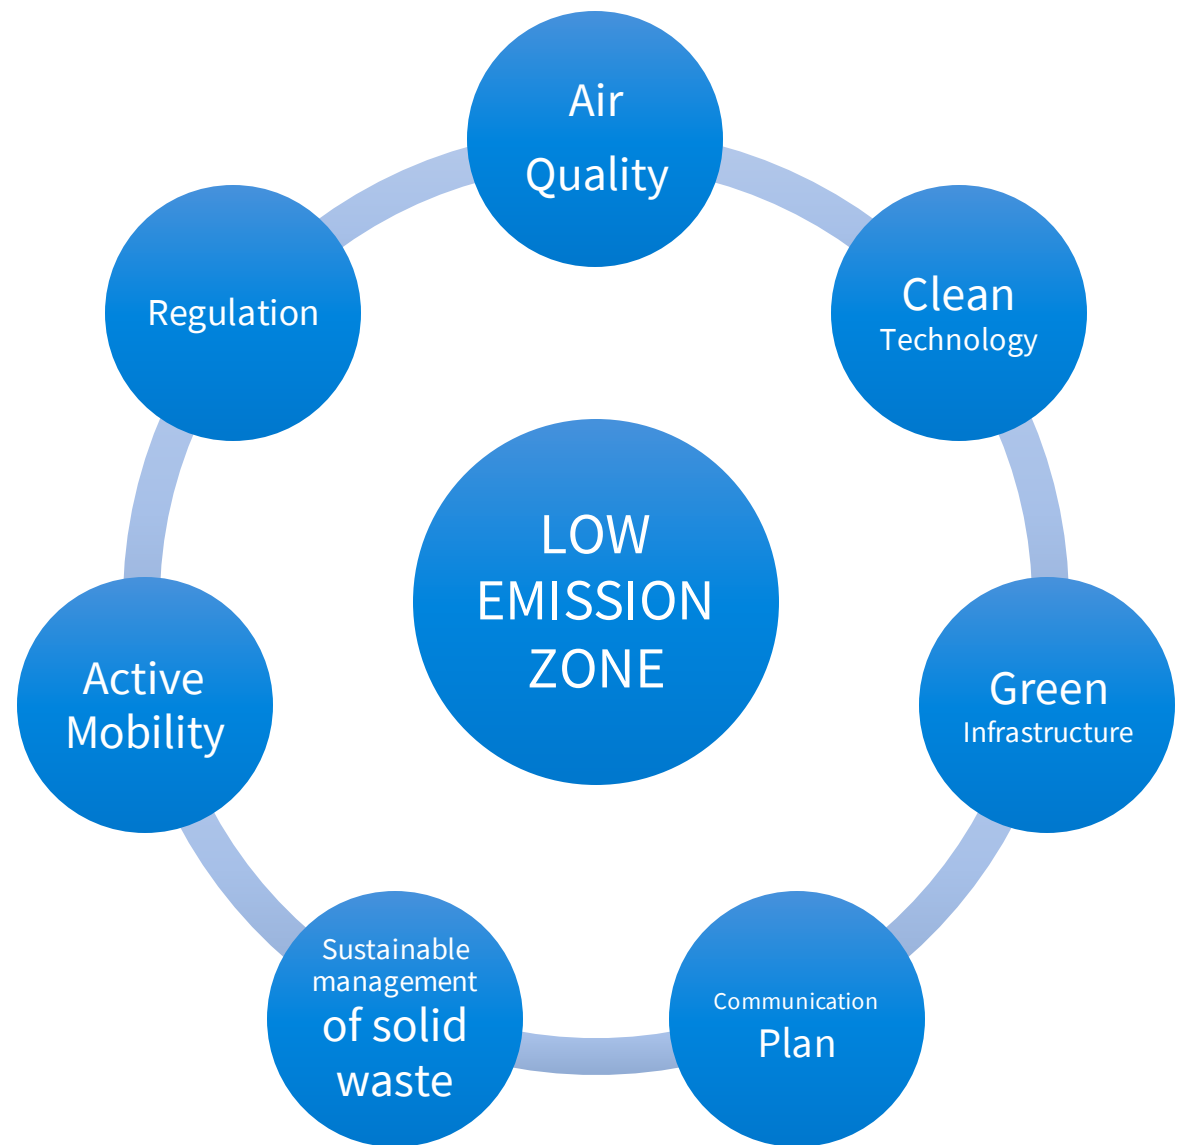 Air
Quality
Clean
Technology
Green
Infrastructure
Communication
Plan
Sustainable
management
of solid
waste
Active
Mobility
Regulation
LOW
EMISSION
ZONE